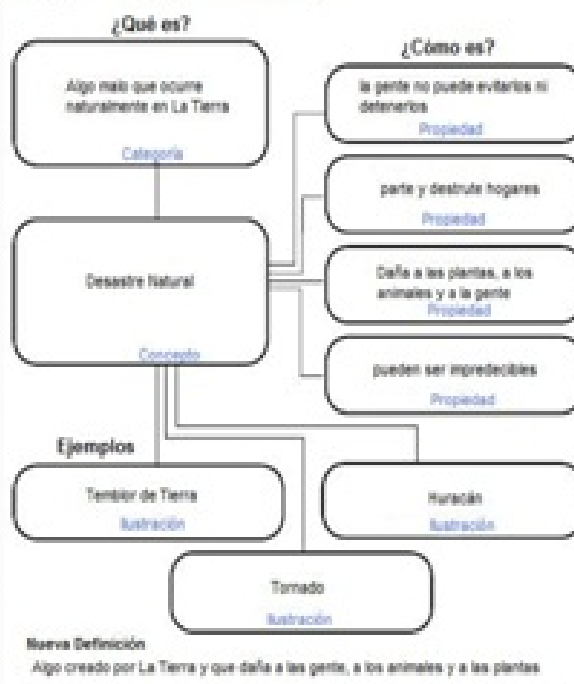 ¿Qué es?
Algo malo que ocurre
naturalmente en La Tierra
Categoría
¿Cómo es?
la gente no puede evitarlos ni
detenerlos
Propiedad
parte y destrute hogares
Propiedad
Daña a las plantas, a los
animales y a la gente
Propiedad
pueden ser impredecibles
Propiedad
Desastre Natural
Concepto
Ejemplos
Temblor de Tierra
Ilustración
Huracán
Ilustración
Tornado
Ilustración
Nueva Definición
Algo creado por La Tierra y que daña a las gente, a los animales y a las plantas